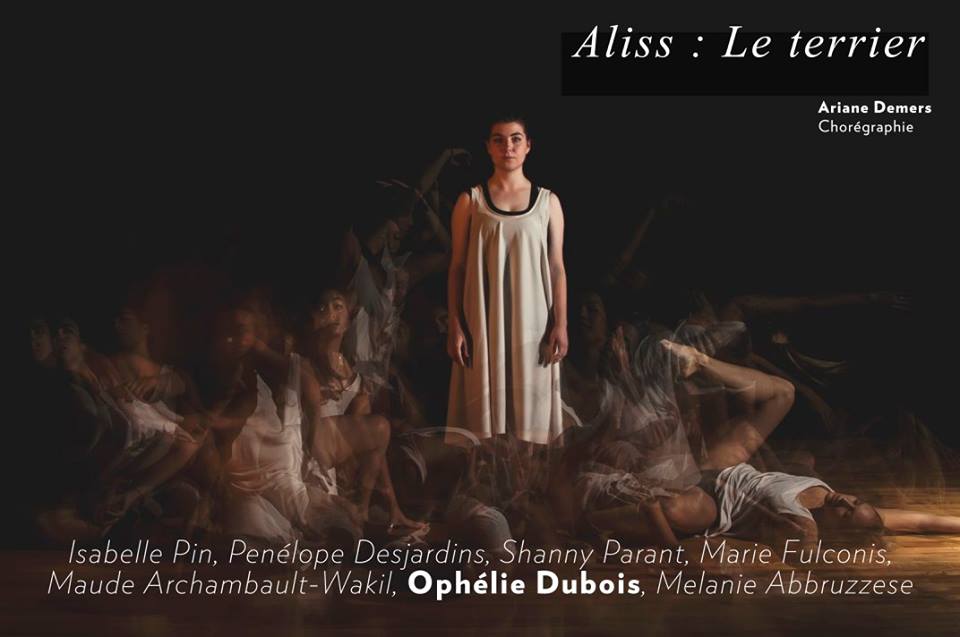 Aliss : Le terrier
Ariane Demers
Chorégraphie
Isabelle Pin, Penélope Desjardins, Shanny Parant, Marie Fulconis,
Maude Archambault-Wakil, Ophélie Dubois, Melanie Abbruzzese